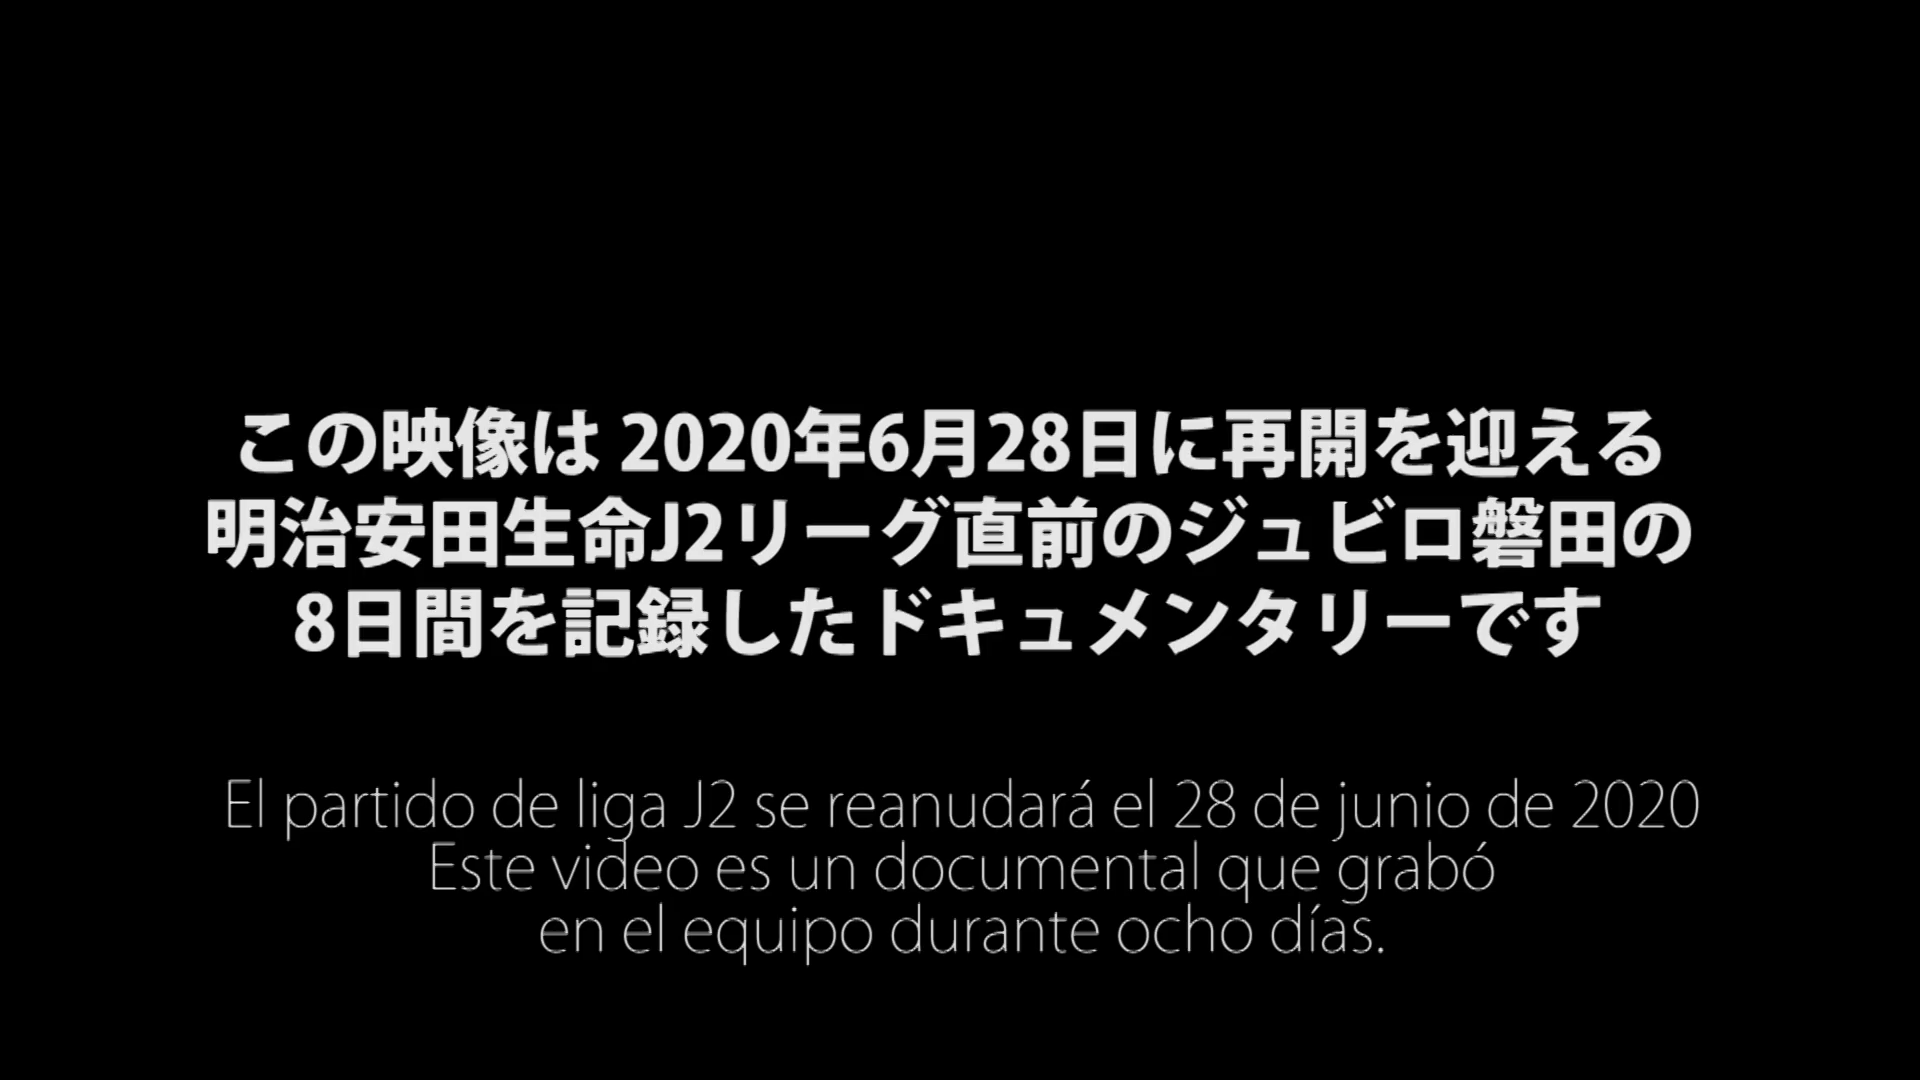 この映像は 2020年6月28日に再開を迎える
明治安田生命J2リーグ直前のジュビロ磐田の
8日間を記録したドキュメンタリーです
El partido de liga J2 se reanudará el 28 de junio de 2020
Este video es un documental que grabó
en el equipo durante ocho días.